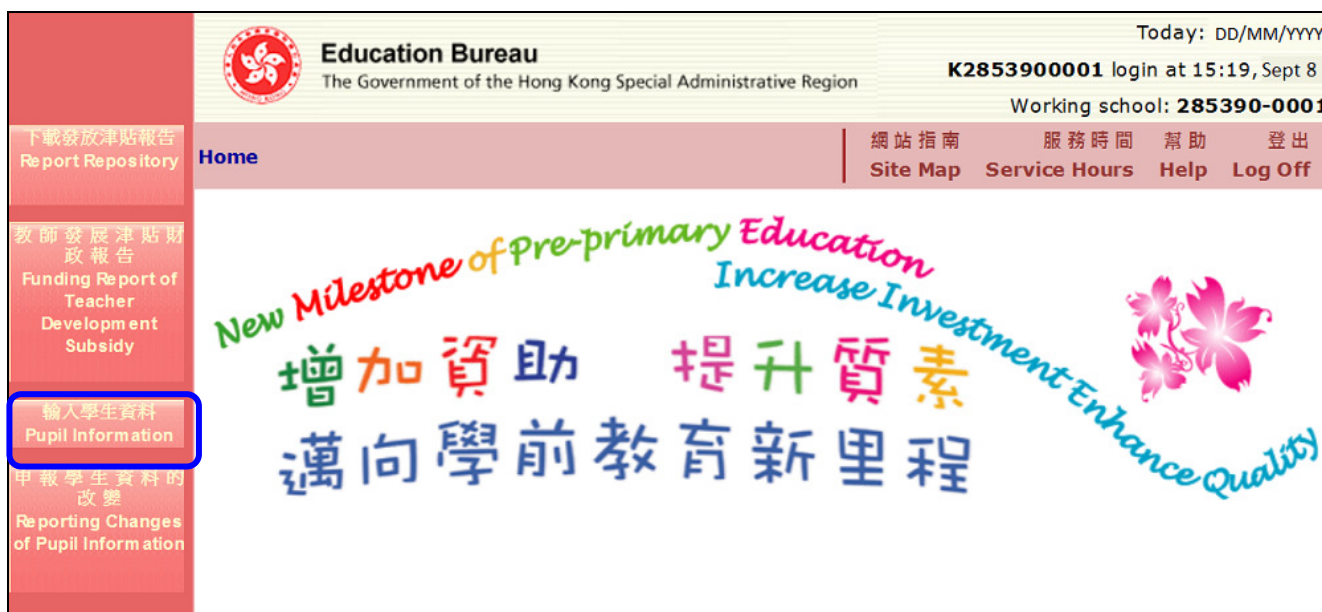 Education Bureau
The Government of the Hong Kong Special Administrative Region
Today: DD/MM/YYYY
K2853900001 login at 15:19, Sept 8
Working school: 285390-0001
下載發放津貼報告
Report Repository
Home
網站指南 服務時間 幫助 登出
Site Map Service Hours Help Log Off
教師發展津貼財
政報告
Funding Report of
Teacher
Development
Subsidy
輸入學生資料
Pupil Information
申報學生資料的
改變
Reporting Changes
of Pupil Information
New Milestone of Pre-primary Education
Increase Investment Enhance Quality
增加資助 提升質素
邁向學前教育新里程